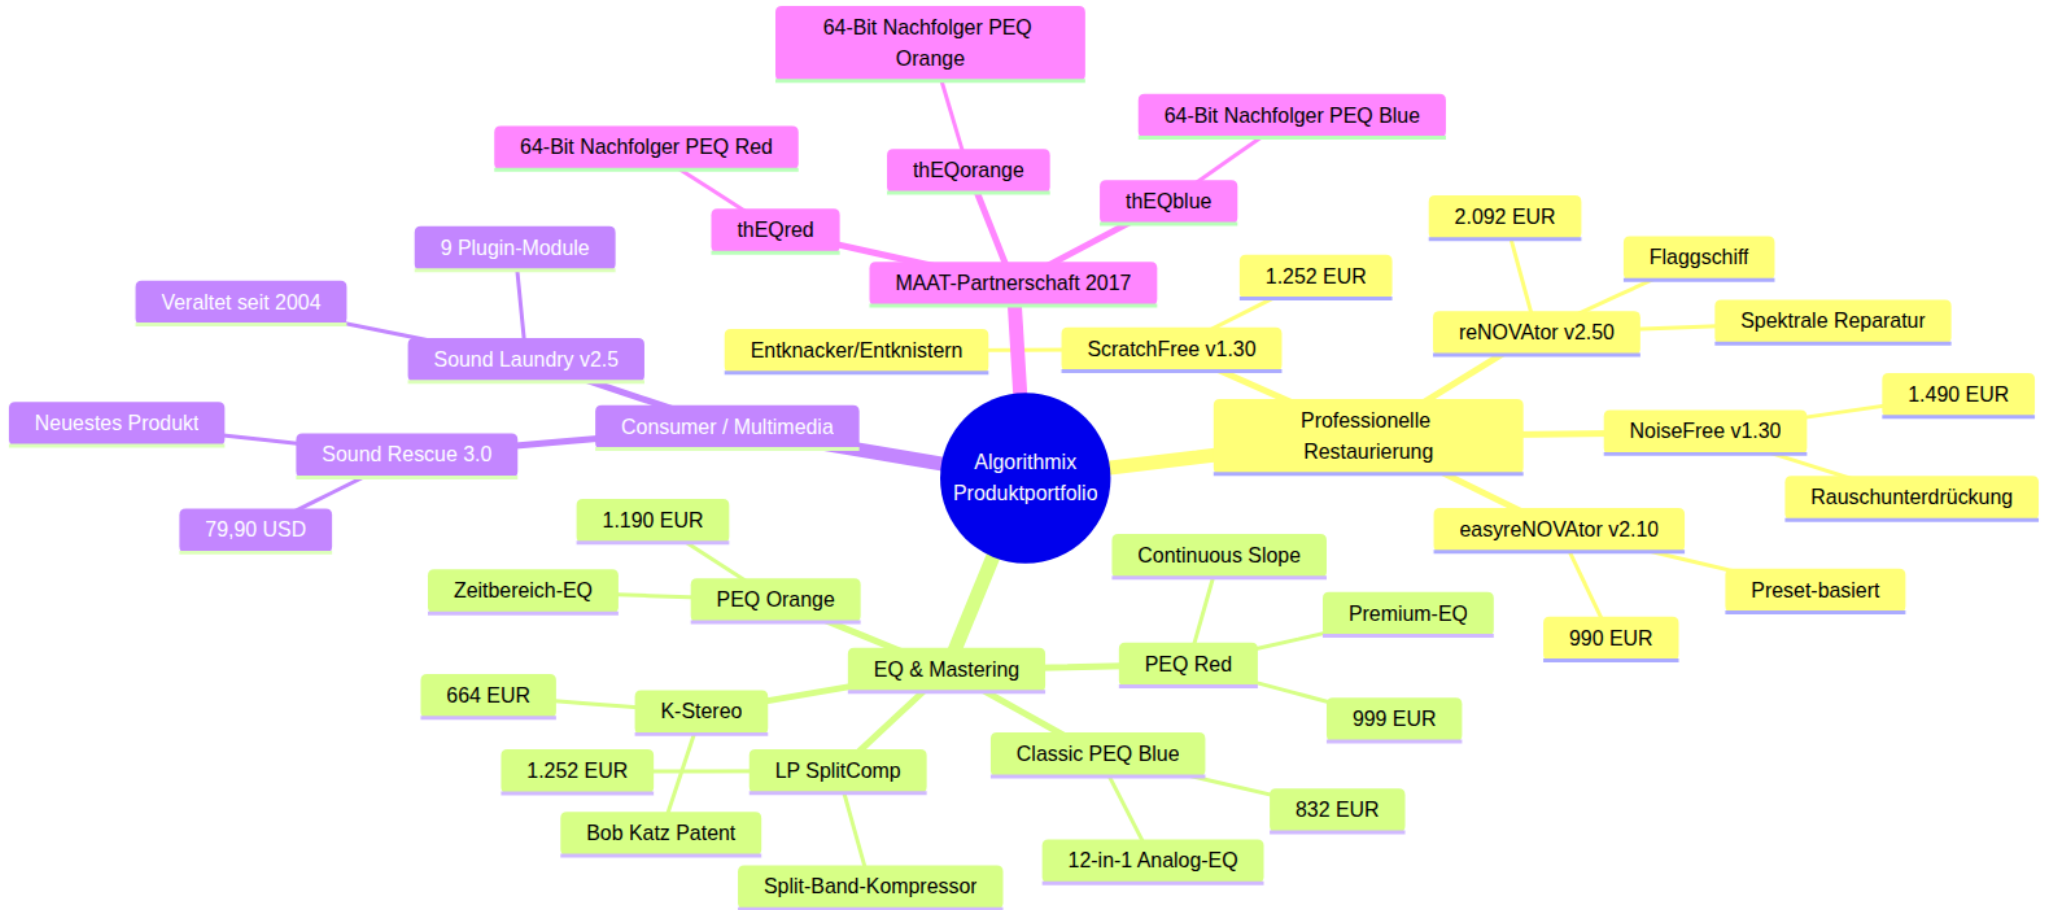 64-Bit Nachfolger PEQ
Orange
64-Bit Nachfolger PEQ Blue
64-Bit Nachfolger PEQ Red
thEQorange
thEQblue
thEQred
MAAT-Partnerschaft 2017
2.092 EUR
Flaggschiff
Spektrale Reparatur
reNOVAtor v2.50
1.252 EUR
ScratchFree v1.30
Entknacker/Entknistern
Professionelle
Restaurierung
1.490 EUR
NoiseFree v1.30
Rauschunterdrückung
easyreNOVAtor v2.10
Preset-basiert
990 EUR
9 Plugin-Module
Veraltet seit 2004
Sound Laundry v2.5
Consumer / Multimedia
Neuestes Produkt
Sound Rescue 3.0
79,90 USD
Algorithmix
Produktportfolio
1.190 EUR
Zeitbereich-EQ
PEQ Orange
EQ & Mastering
Continuous Slope
Premium-EQ
PEQ Red
999 EUR
664 EUR
K-Stereo
Bob Katz Patent
1.252 EUR
LP SplitComp
Split-Band-Kompressor
Classic PEQ Blue
832 EUR
12-in-1 Analog-EQ